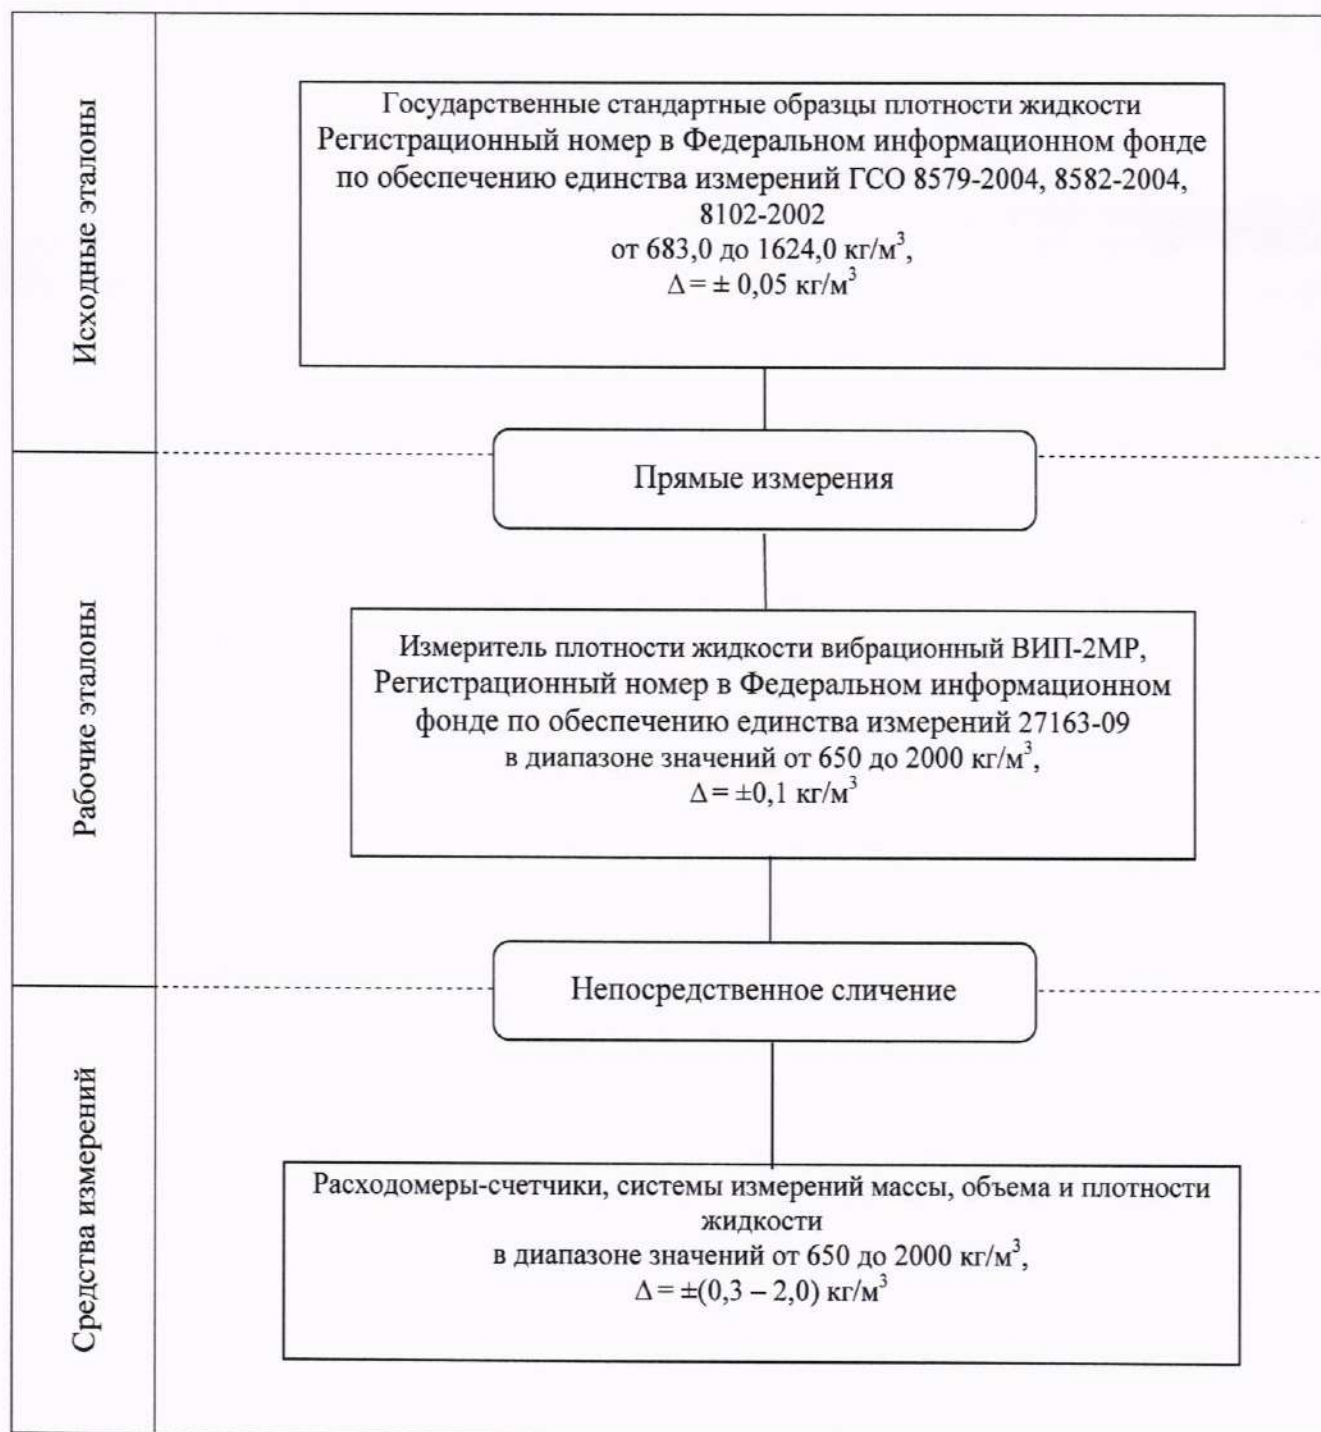 Исходные эталоны
Государственные стандартные образцы плотности жидкости
Регистрационный номер в Федеральном информационном фонде
по обеспечению единства измерений ГСО 8579-2004, 8582-2004,
8102-2002
от 683,0 до 1624,0 кг/м³,
Δ = ± 0,05 кг/м³
Прямые измерения
Рабочие эталоны
Измеритель плотности жидкости вибрационный ВИП-2МР,
Регистрационный номер в Федеральном информационном
фонде по обеспечению единства измерений 27163-09
в диапазоне значений от 650 до 2000 кг/м³,
Δ = ±0,1 кг/м³
Непосредственное сличение
Средства измерений
Расходомеры-счетчики, системы измерений массы, объема и плотности
жидкости
в диапазоне значений от 650 до 2000 кг/м³,
Δ = ±(0,3 – 2,0) кг/м³